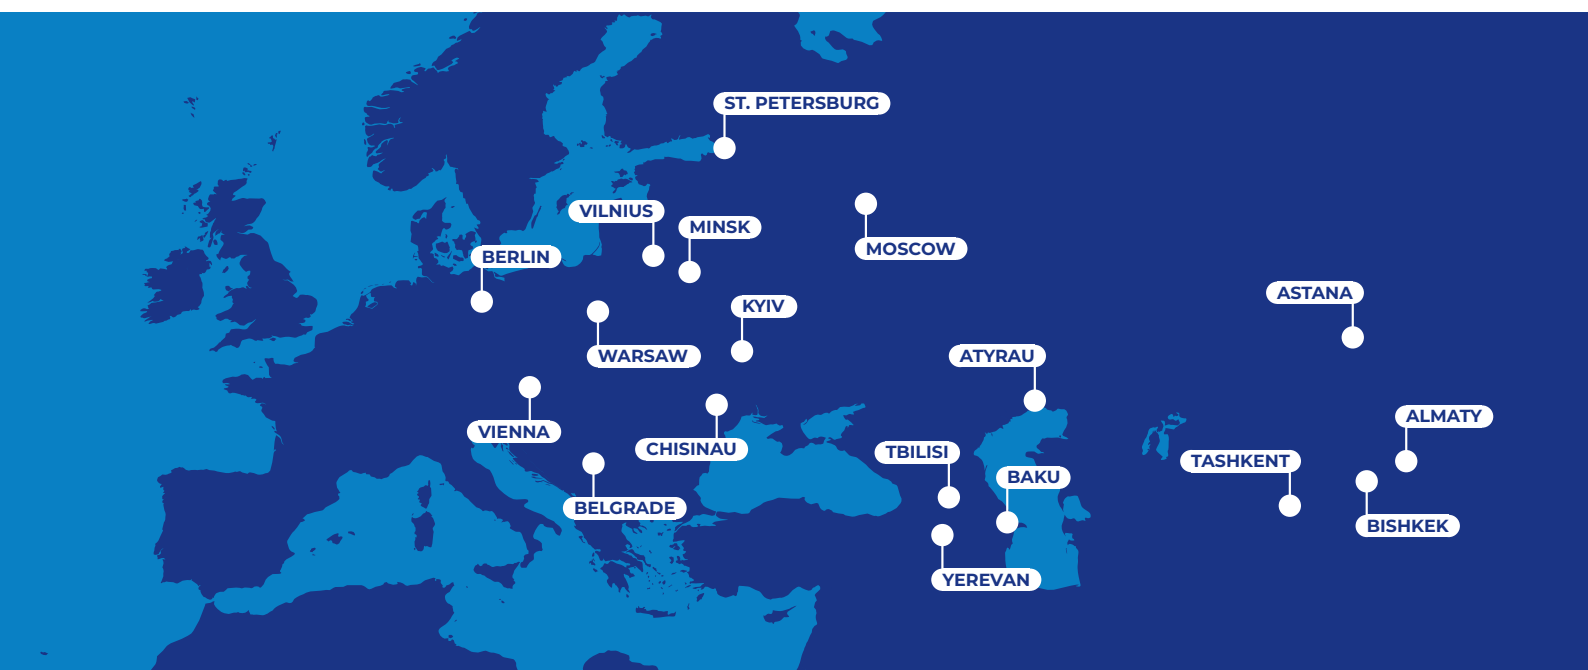 ST. PETERSBURG
VILNIUS
MINSK
MOSCOW
BERLIN
ASTANA
KYIV
WARSAW
ATYRAU
ALMATY
VIENNA
CHISINAU
TBILISI
TASHKENT
BAKU
BELGRADE
BISHKEK
YEREVAN